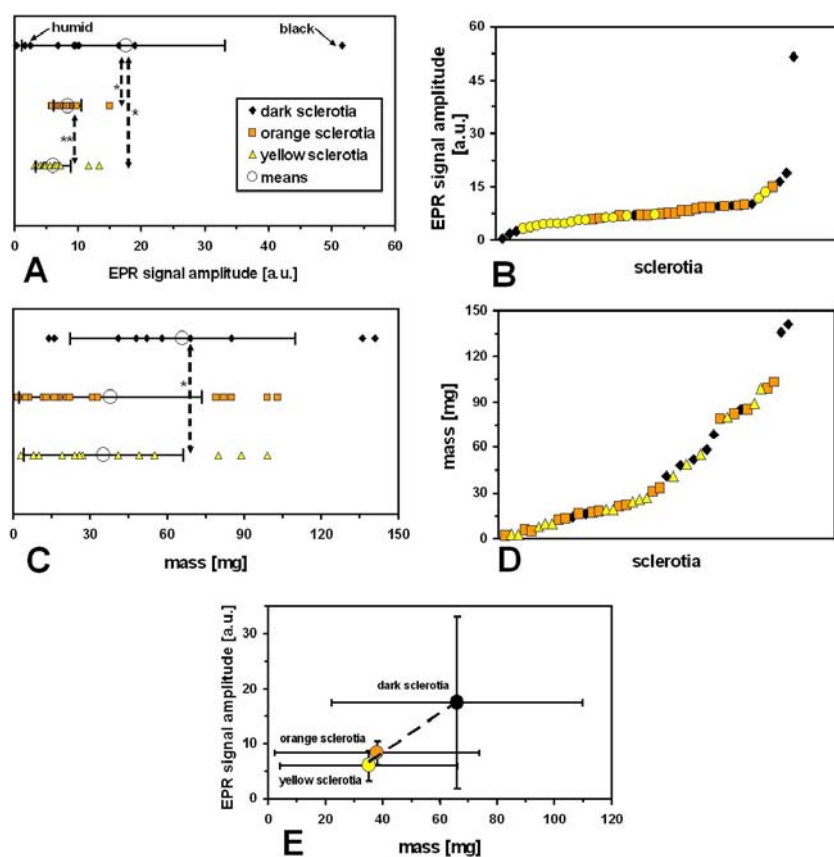 humid
black
*
*
**
dark sclerotia
orange sclerotia
yellow sclerotia
means
0 10 20 30 40 50 60
A
EPR signal amplitude [a.u.]
60
45
30
15
0
EPR signal amplitude
[a.u.]
B
sclerotia
*
0 30 60 90 120 150
C
mass [mg]
150
120
90
60
30
0
mass [mg]
D
sclerotia
30
20
10
0
EPR signal amplitude [a.u.]
dark sclerotia
orange sclerotia
yellow sclerotia
0 20 40 60 80 100 120
E
mass [mg]